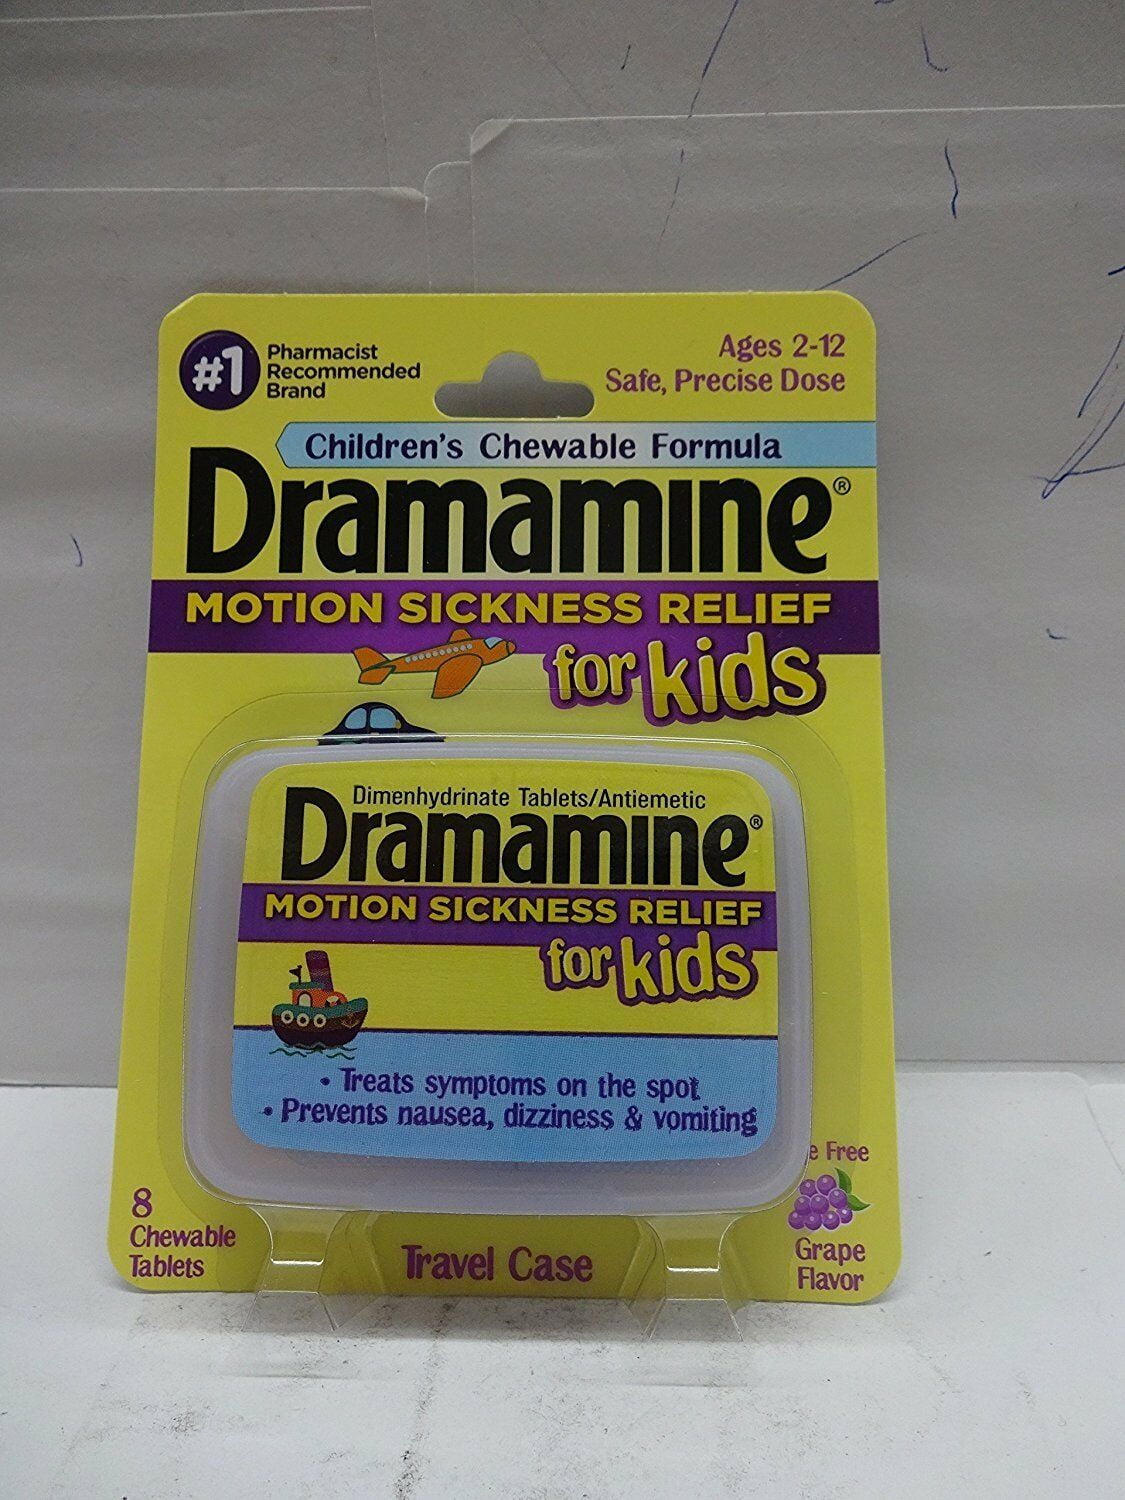 #1
Pharmacist
Recommended
Brand
Ages 2-12
Safe, Precise Dose
Children's Chewable Formula
Dramamine®
MOTION SICKNESS RELIEF
for kids
Dimenhydrinate Tablets/Antiemetic
Dramamine®
MOTION SICKNESS RELIEF
for kids
• Treats symptoms on the spot
• Prevents nausea, dizziness & vomiting
8
Chewable
Tablets
Travel Case
Free
Grape
Flavor